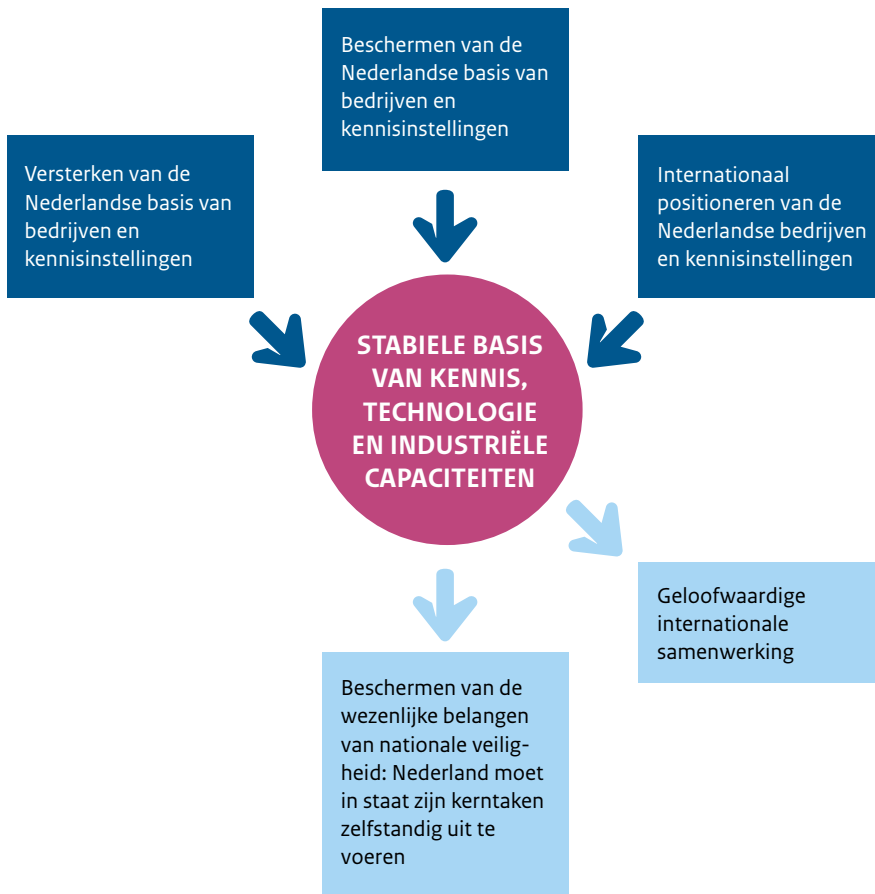 Beschermen van de
Nederlandse basis van
bedrijven en
kennisinstellingen
Versterken van de
Nederlandse basis van
bedrijven en
kennisinstellingen
Internationaal
positioneren van de
Nederlandse bedrijven
en kennisinstellingen
STABIELE BASIS
VAN KENNIS,
TECHNOLOGIE
EN INDUSTRIËLE
CAPACITEITEN
Geloofwaardige
internationale
samenwerking
Beschermen van de
wezenlijke belangen
van nationale veilig-
heid: Nederland moet
in staat zijn kerntaken
zelfstandig uit te
voeren